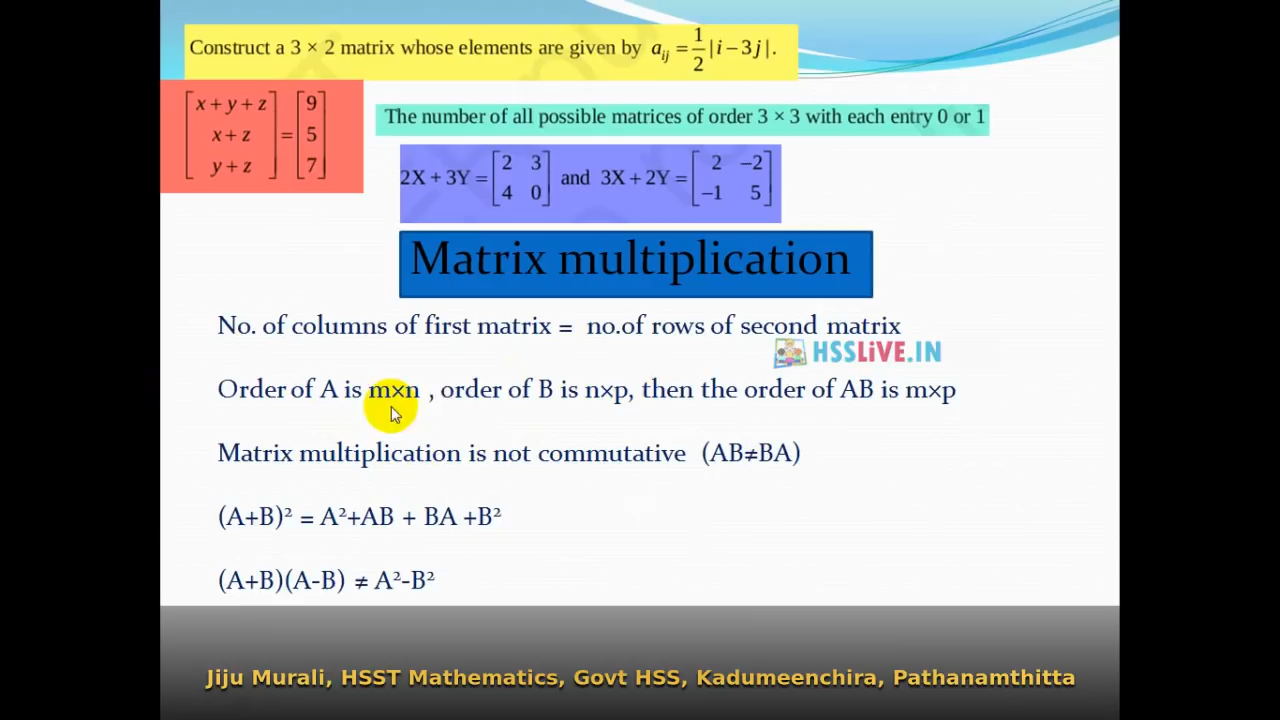 Construct a 3 × 2 matrix whose elements are given by a_ij = 1/2 |i − 3j|.
[x + y + z; x + z; y + z] = [9; 5; 7]
The number of all possible matrices of order 3 × 3 with each entry 0 or 1
2X + 3Y = [2 3; 4 0] and 3X + 2Y = [2 −2; −1 5]
Matrix multiplication
No. of columns of first matrix = no.of rows of second matrix
HSSLiVE.IN
Order of A is m×n , order of B is n×p, then the order of AB is m×p
Matrix multiplication is not commutative (AB≠BA)
(A+B)² = A²+AB + BA +B²
(A+B)(A-B) ≠ A²-B²
Jiju Murali, HSST Mathematics, Govt HSS, Kadumeenchira, Pathanamthitta